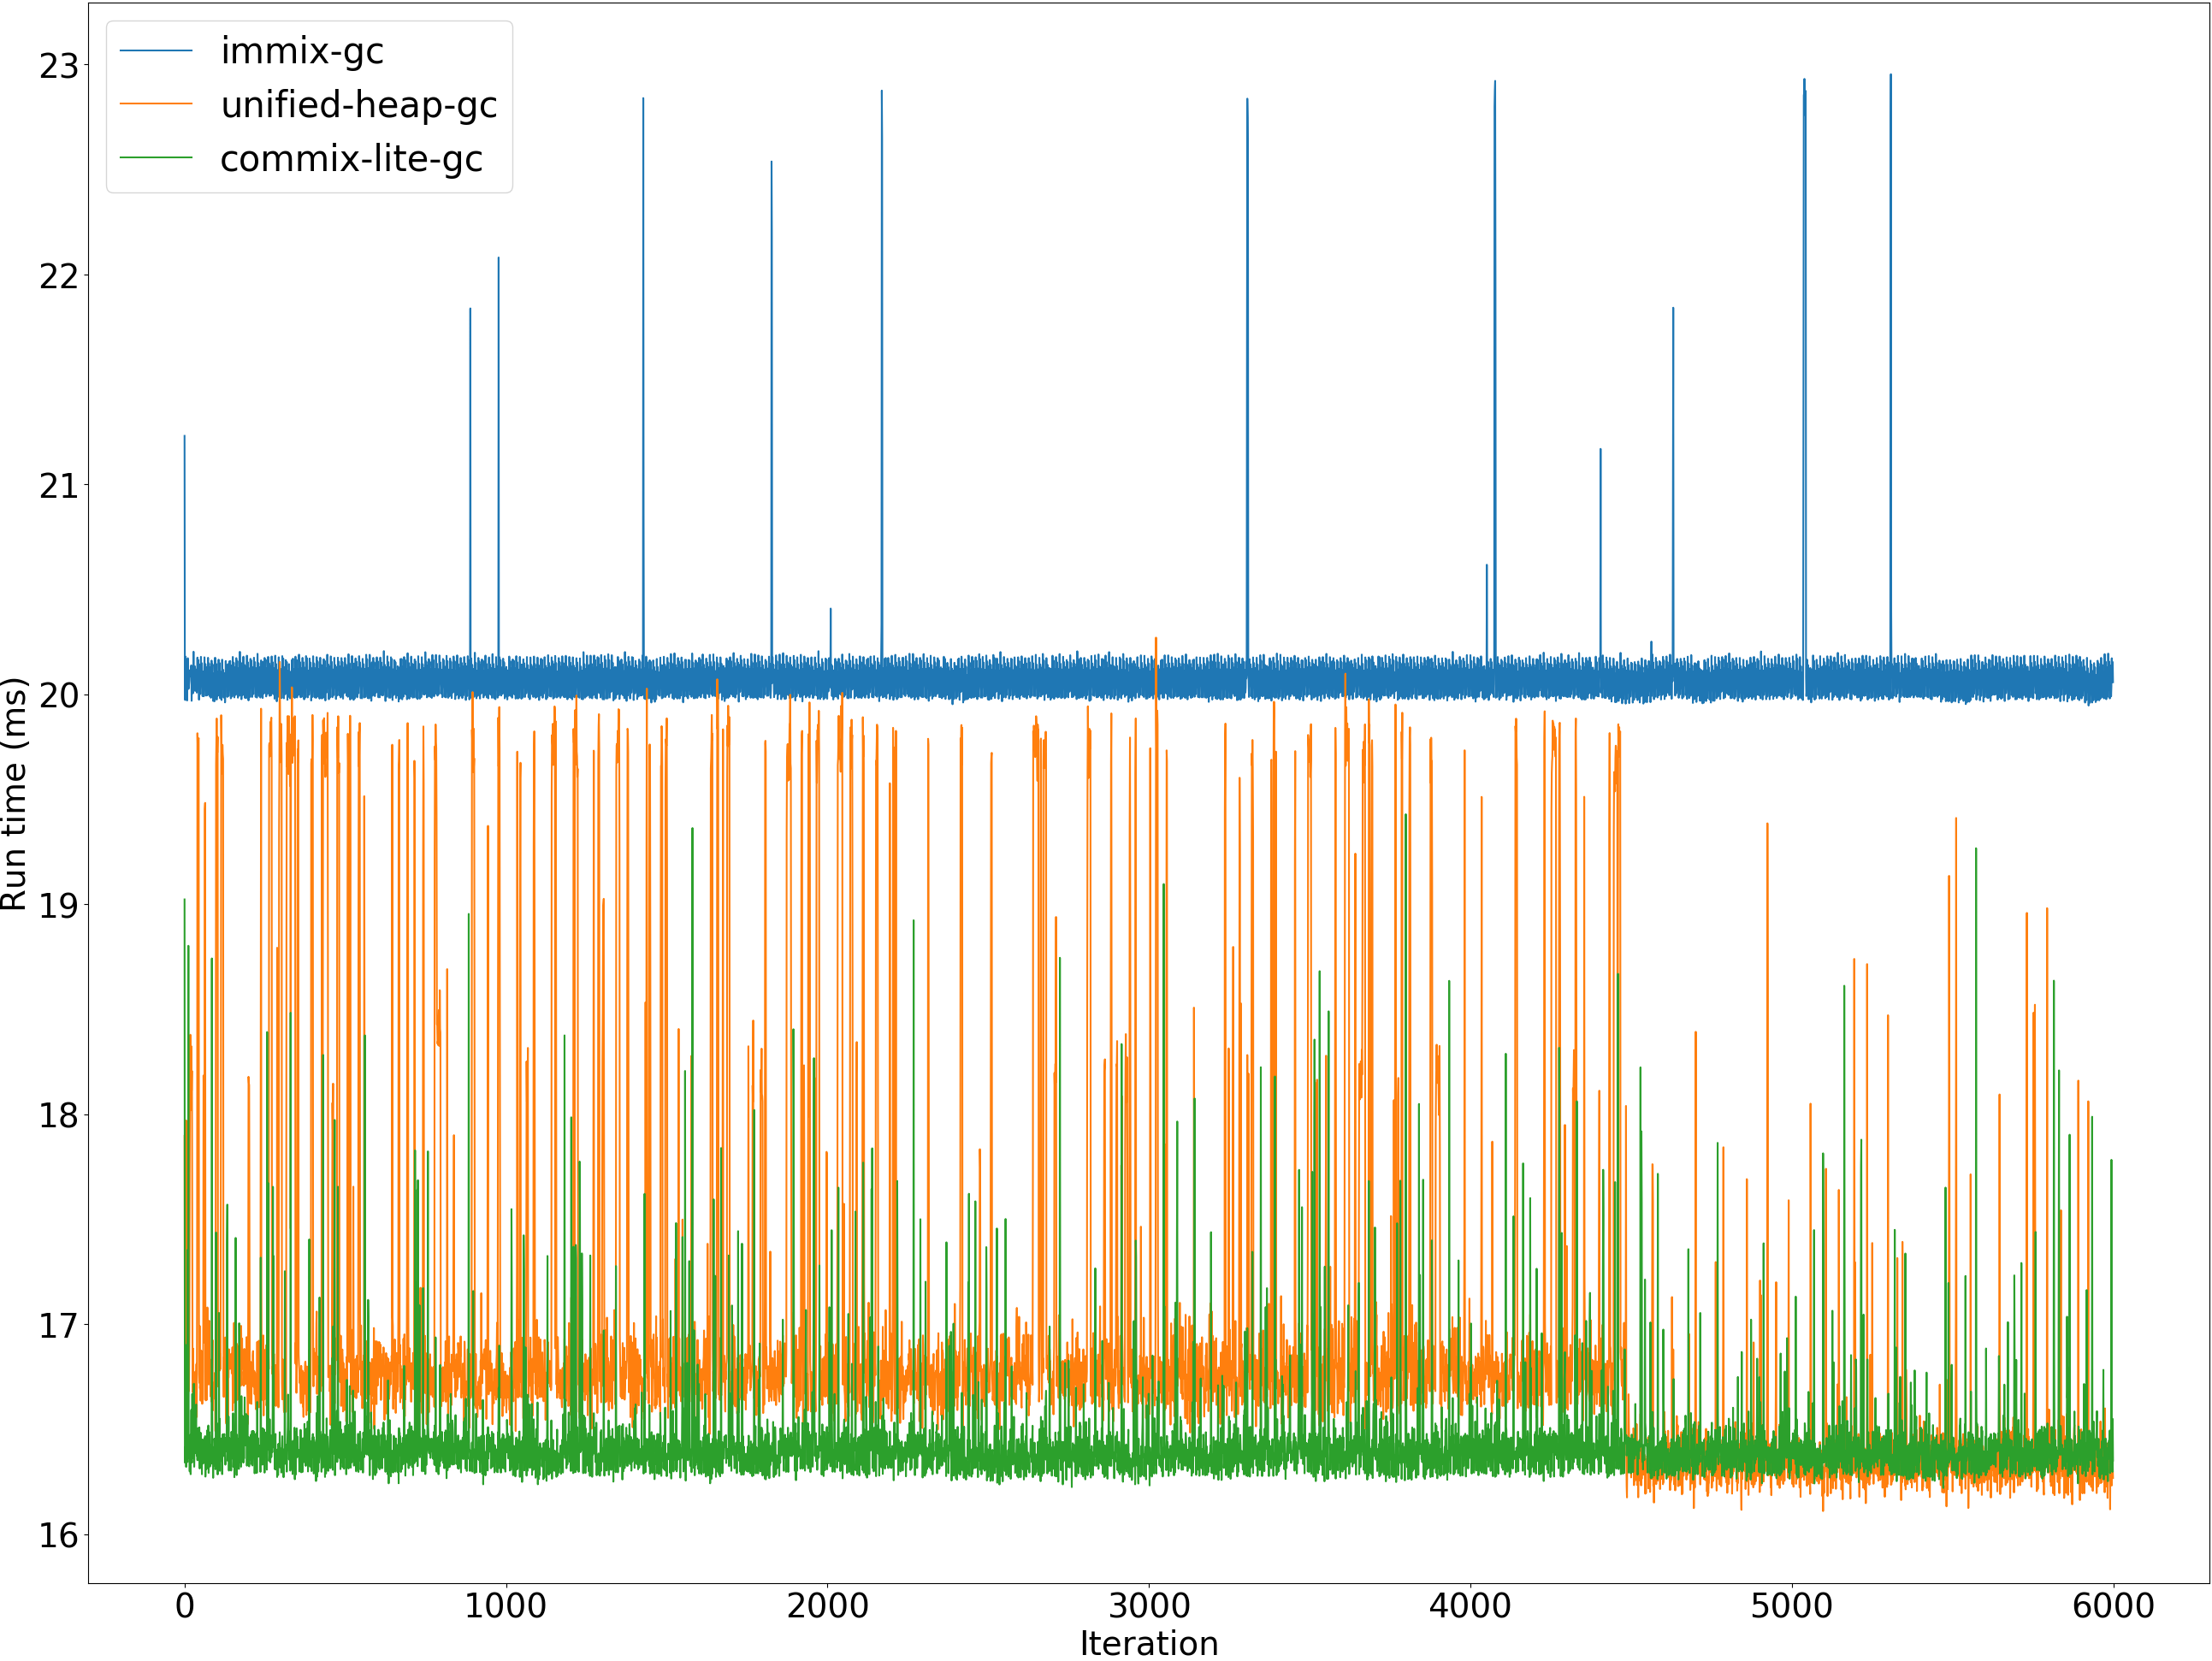 immix-gc
unified-heap-gc
commix-lite-gc
23
22
21
20
19
18
17
16
Run time (ms)
0 1000 2000 3000 4000 5000 6000
Iteration